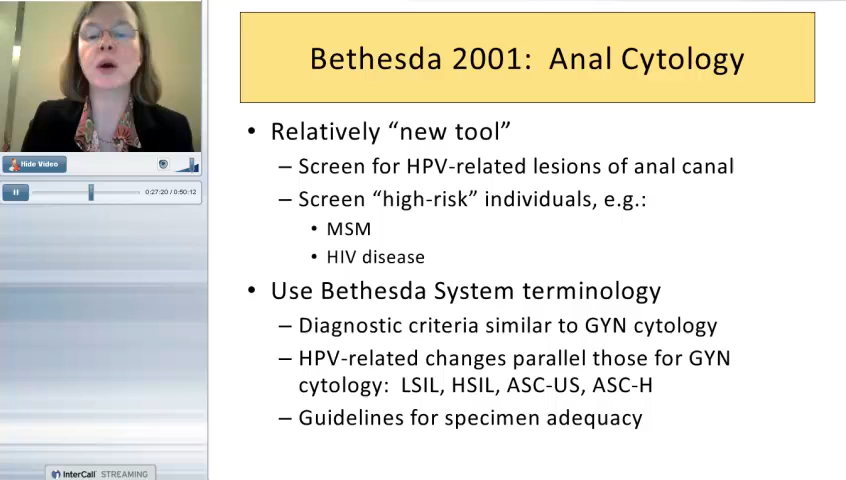 Bethesda 2001: Anal Cytology
Hide Video
0:27:20 / 0:50:12
• Relatively “new tool”
– Screen for HPV-related lesions of anal canal
– Screen “high-risk” individuals, e.g.:
• MSM
• HIV disease
• Use Bethesda System terminology
– Diagnostic criteria similar to GYN cytology
– HPV-related changes parallel those for GYN
cytology: LSIL, HSIL, ASC-US, ASC-H
– Guidelines for specimen adequacy
InterCall STREAMING